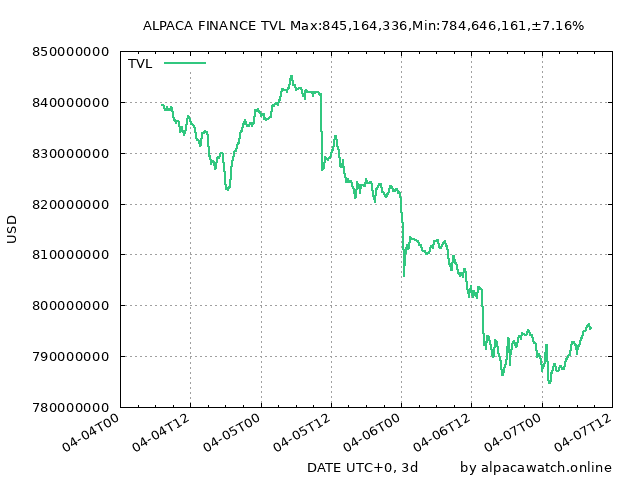 ALPACA FINANCE TVL Max:845,164,336,Min:784,646,161,±7.16%
850000000
TVL
840000000
830000000
820000000
USD
810000000
800000000
790000000
780000000
04-04T00
04-04T12
04-05T00
04-05T12
04-06T00
04-06T12
04-07T00
04-07T12
DATE UTC+0, 3d
by alpacawatch.online